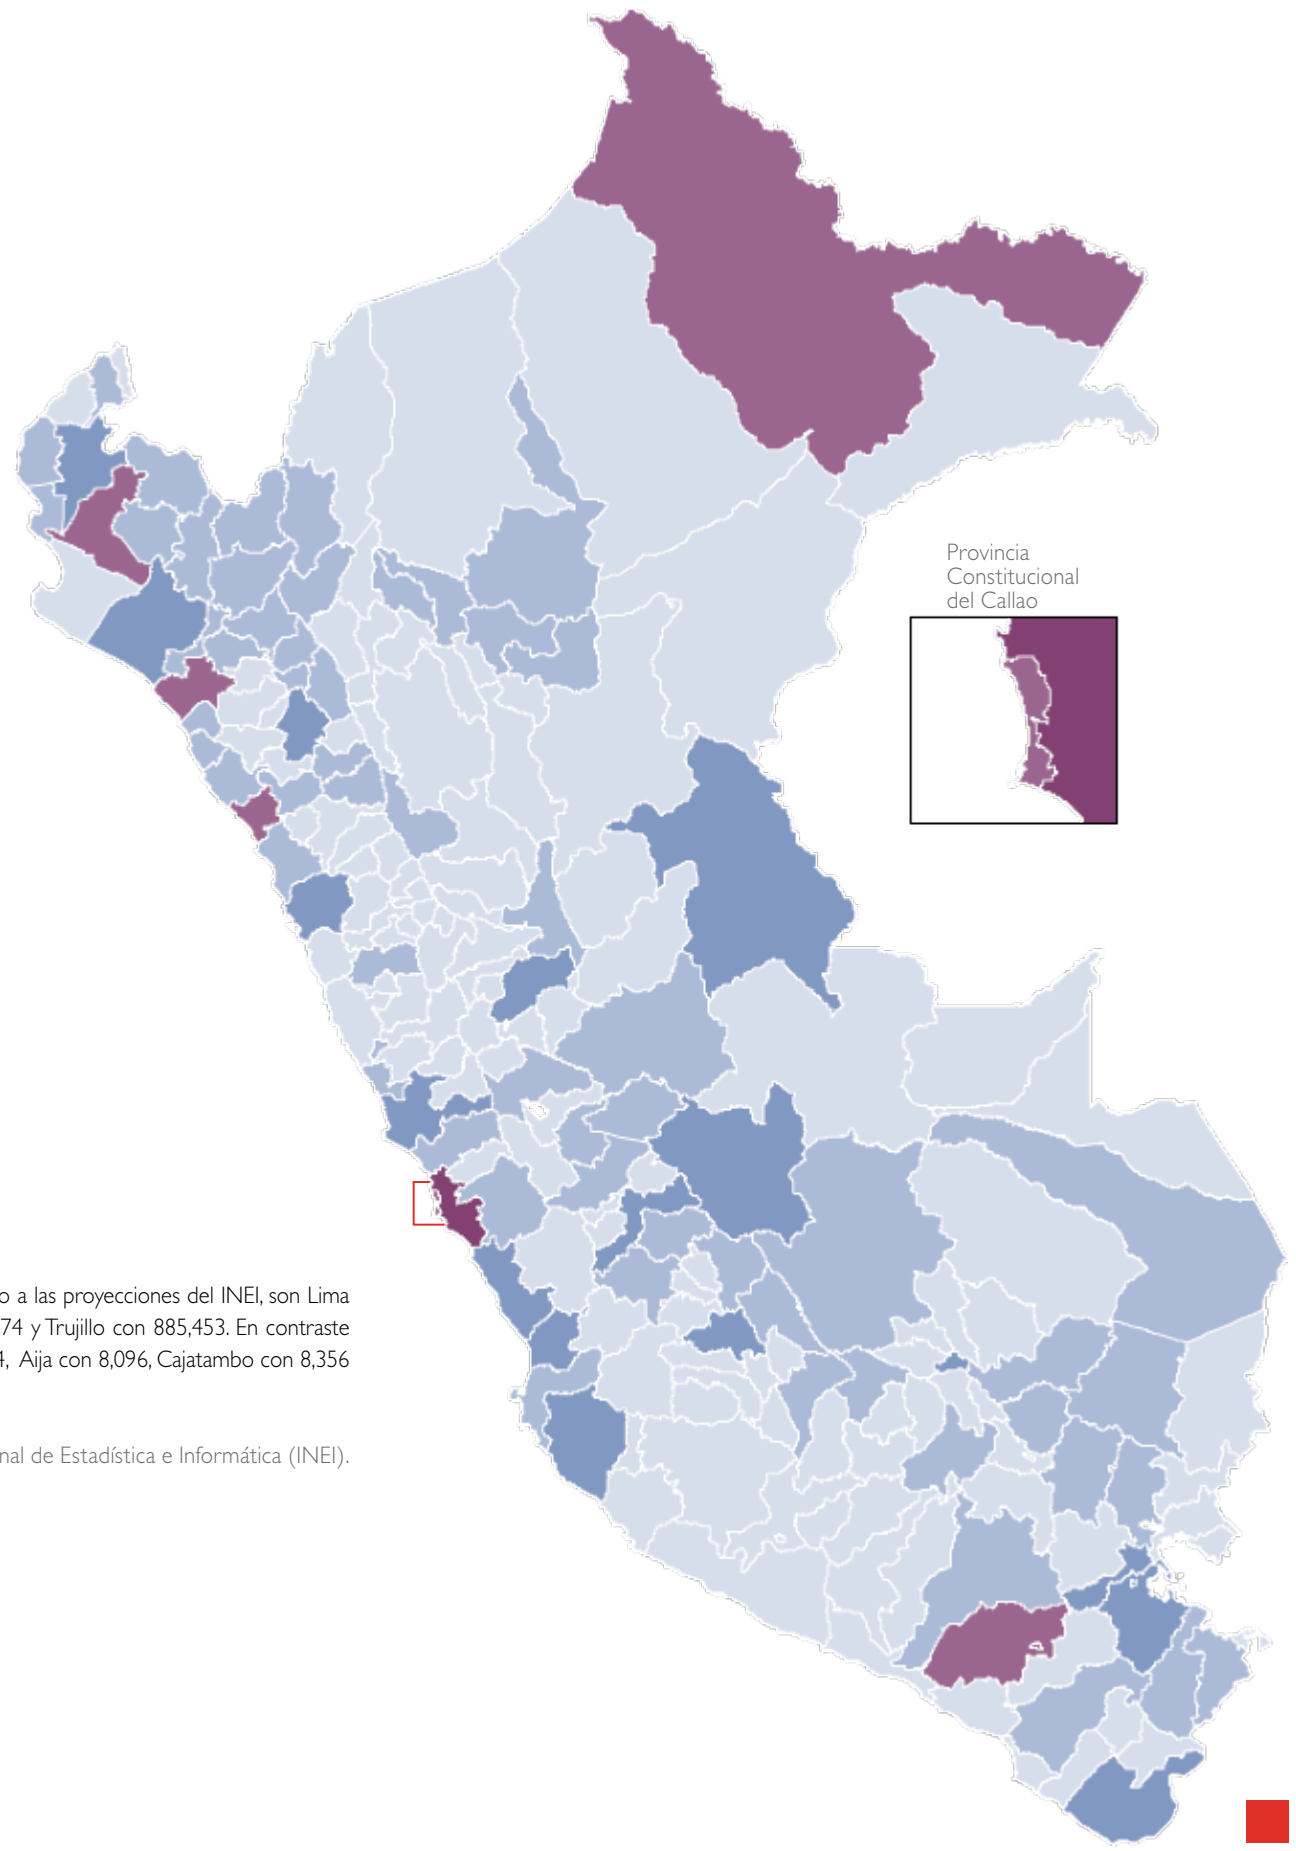 Provincia
Constitucional
del Callao
o a las proyecciones del INEI, son Lima
74 y Trujillo con 885,453. En contraste
4, Aija con 8,096, Cajatambo con 8,356
nal de Estadística e Informática (INEI).